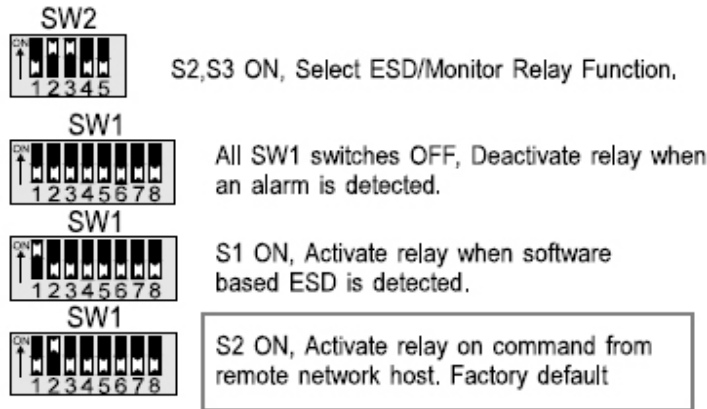 SW2
ON
12345
S2,S3 ON, Select ESD/Monitor Relay Function.
SW1
ON
12345678
All SW1 switches OFF, Deactivate relay when
an alarm is detected.
SW1
ON
12345678
S1 ON, Activate relay when software
based ESD is detected.
SW1
ON
12345678
S2 ON, Activate relay on command from
remote network host. Factory default